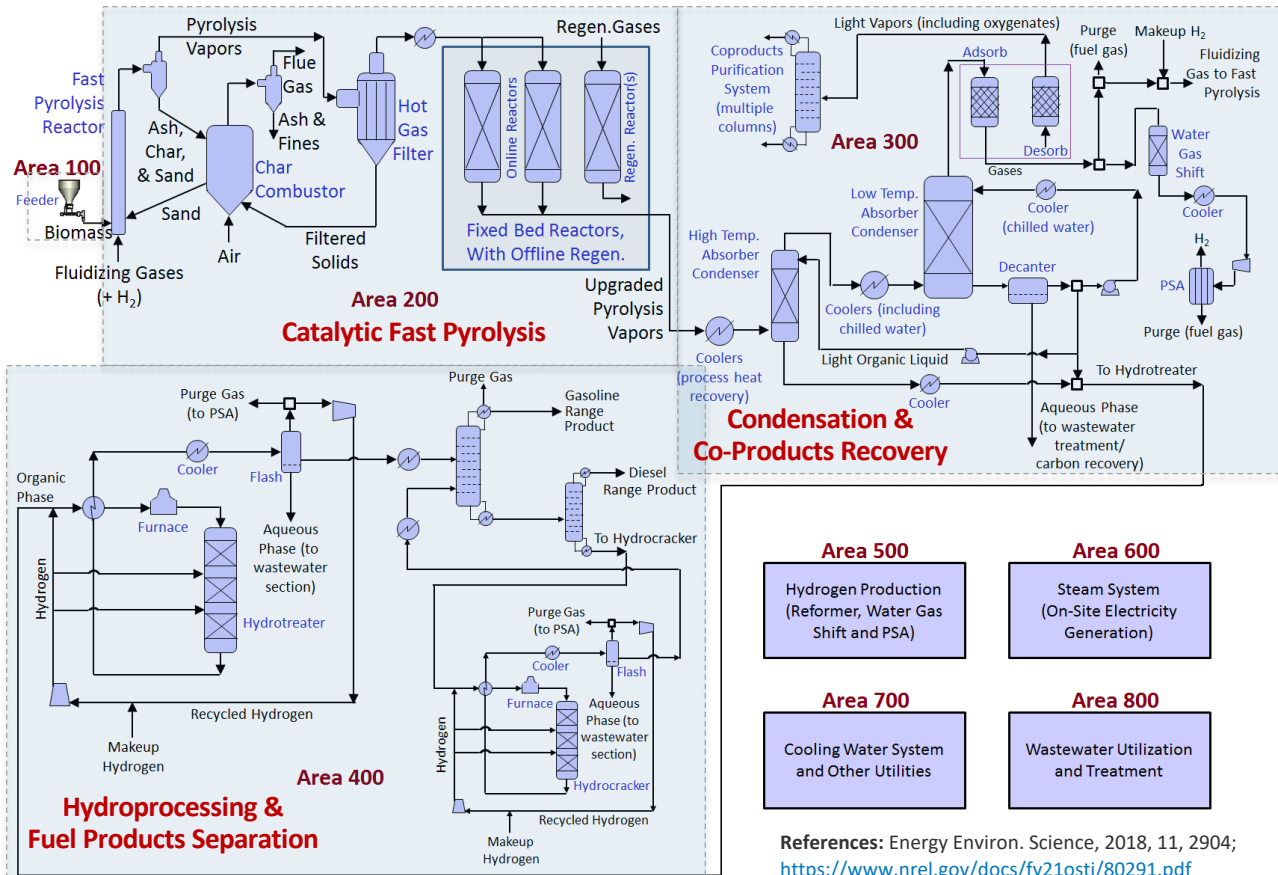 Pyrolysis
Vapors
Fast
Pyrolysis
Reactor
Flue
Gas
Ash &
Fines
Ash,
Char,
& Sand
Char
Combustor
Hot
Gas
Filter
Regen.Gases
Online Reactors
Regen. Reactor(s)
Area 100
Feeder
Biomass
Sand
Air
Filtered
Solids
Fluidizing Gases
(+ H2)
Fixed Bed Reactors,
With Offline Regen.
Area 200
Catalytic Fast Pyrolysis
Upgraded
Pyrolysis
Vapors
Light Vapors (including oxygenates)
Coproducts
Purification
System
(multiple
columns)
Adsorb
Desorb
Gases
Purge
(fuel gas)
Makeup H2
Fluidizing
Gas to Fast
Pyrolysis
Area 300
Water
Gas
Shift
Cooler
Low Temp.
Absorber
Condenser
Cooler
(chilled water)
High Temp.
Absorber
Condenser
H2
PSA
Purge (fuel gas)
Decanter
Coolers (including
chilled water)
Light Organic Liquid
Coolers
(process heat
recovery)
Cooler
To Hydrotreater
Aqueous Phase
(to wastewater
treatment/
carbon recovery)
Condensation &
Co-Products Recovery
Purge Gas
Purge Gas
(to PSA)
Gasoline
Range
Product
Cooler
Flash
Organic
Phase
Furnace
Diesel
Range Product
Aqueous
Phase (to
wastewater
section)
To Hydrocracker
Hydrogen
Hydrotreater
Recycled Hydrogen
Makeup
Hydrogen
Purge Gas
(to PSA)
Cooler
Flash
Furnace
Aqueous
Phase (to
wastewater
section)
Hydrogen
Hydrocracker
Recycled Hydrogen
Makeup
Hydrogen
Area 400
Hydroprocessing &
Fuel Products Separation
Area 500
Hydrogen Production
(Reformer, Water Gas
Shift and PSA)
Area 600
Steam System
(On-Site Electricity
Generation)
Area 700
Cooling Water System
and Other Utilities
Area 800
Wastewater Utilization
and Treatment
References: Energy Environ. Science, 2018, 11, 2904;
https://www.nrel.gov/docs/fy21osti/80291.pdf